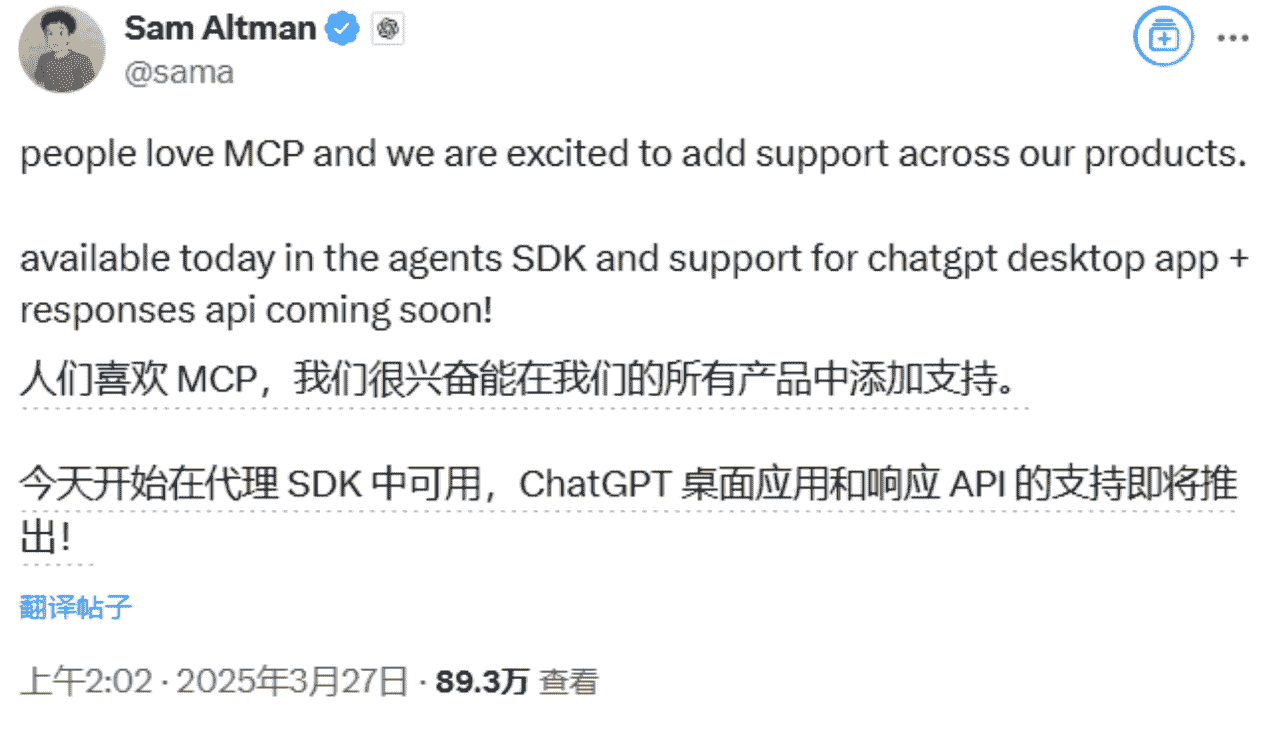 Sam Altman
@sama
people love MCP and we are excited to add support across our products.
available today in the agents SDK and support for chatgpt desktop app +
responses api coming soon!
人们喜欢 MCP，我们很兴奋能在我们的所有产品中添加支持。
今天开始在代理 SDK 中可用，ChatGPT 桌面应用和响应 API 的支持即将推
出！
翻译帖子
上午2:02 · 2025年3月27日 · 89.3万 查看